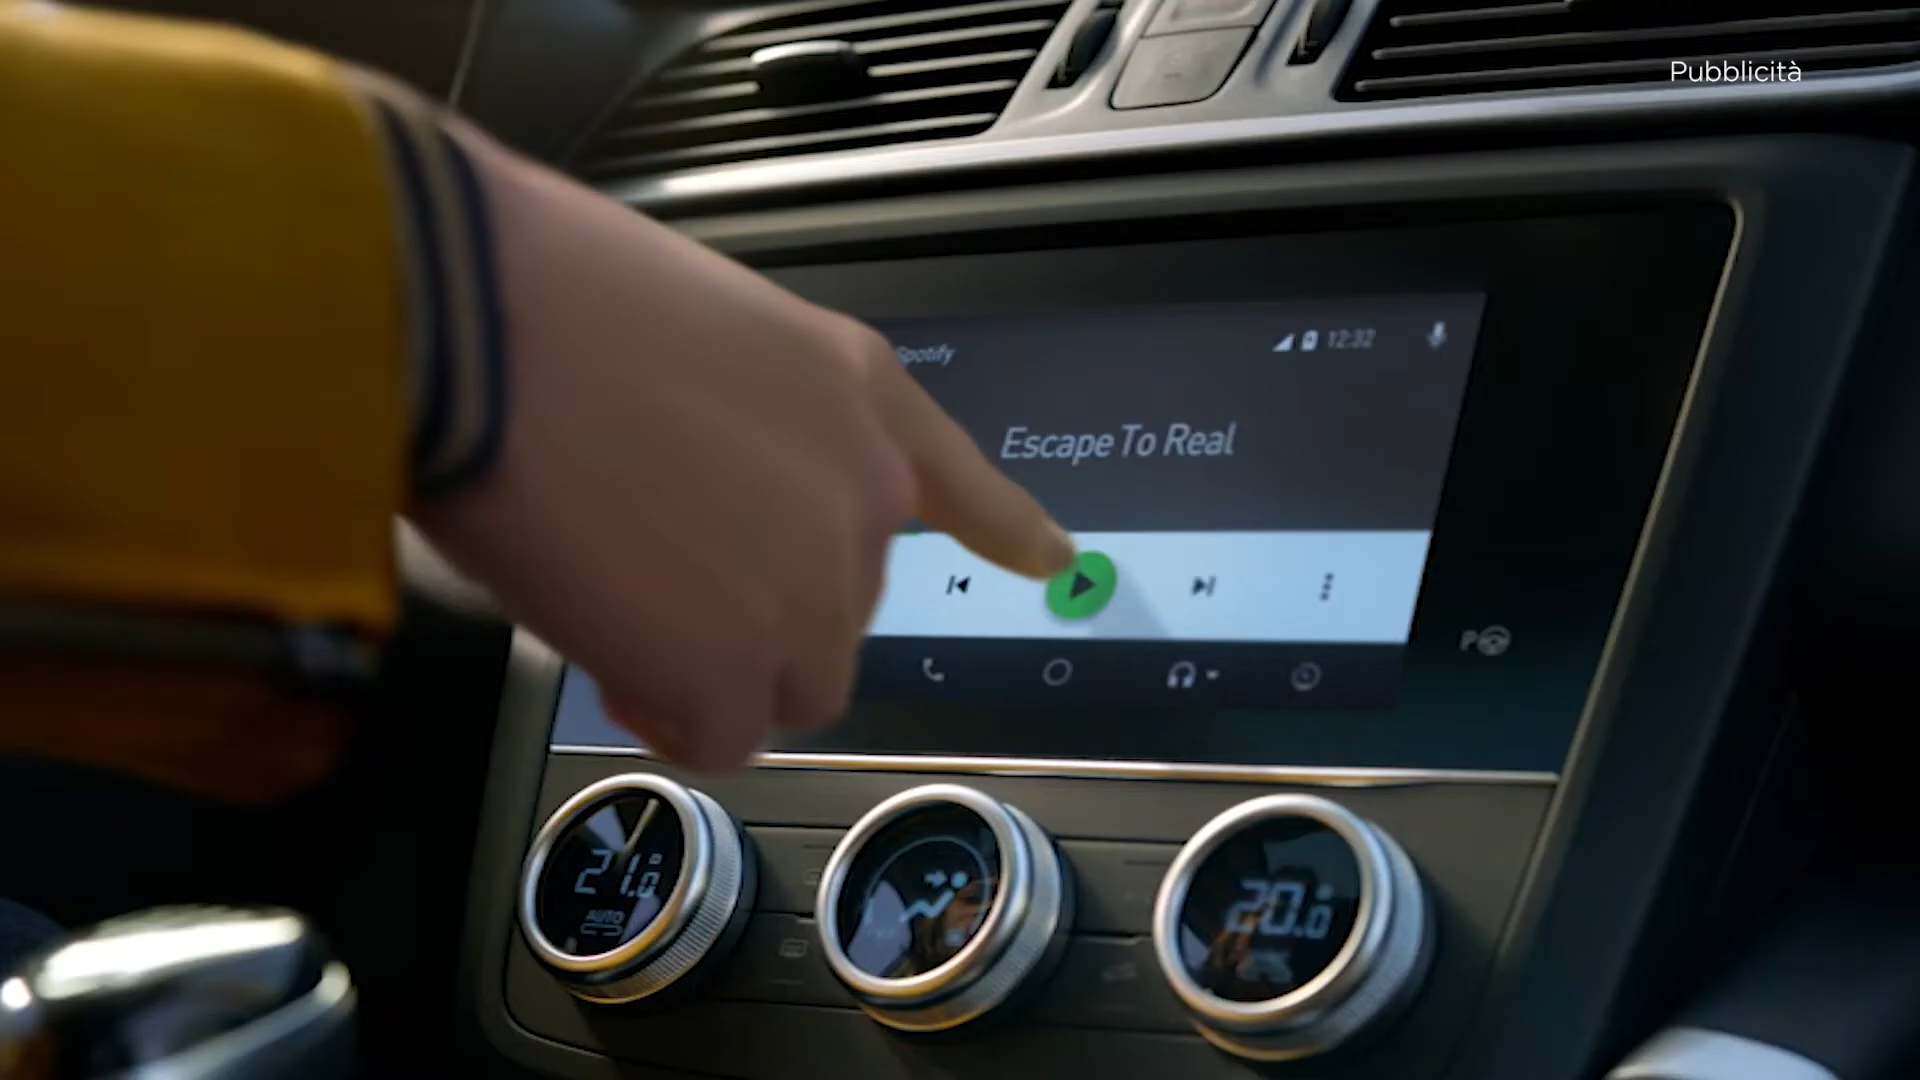 Pubblicità
Spotify
12:32
Escape To Real
P
21.0
AUTO
20.0